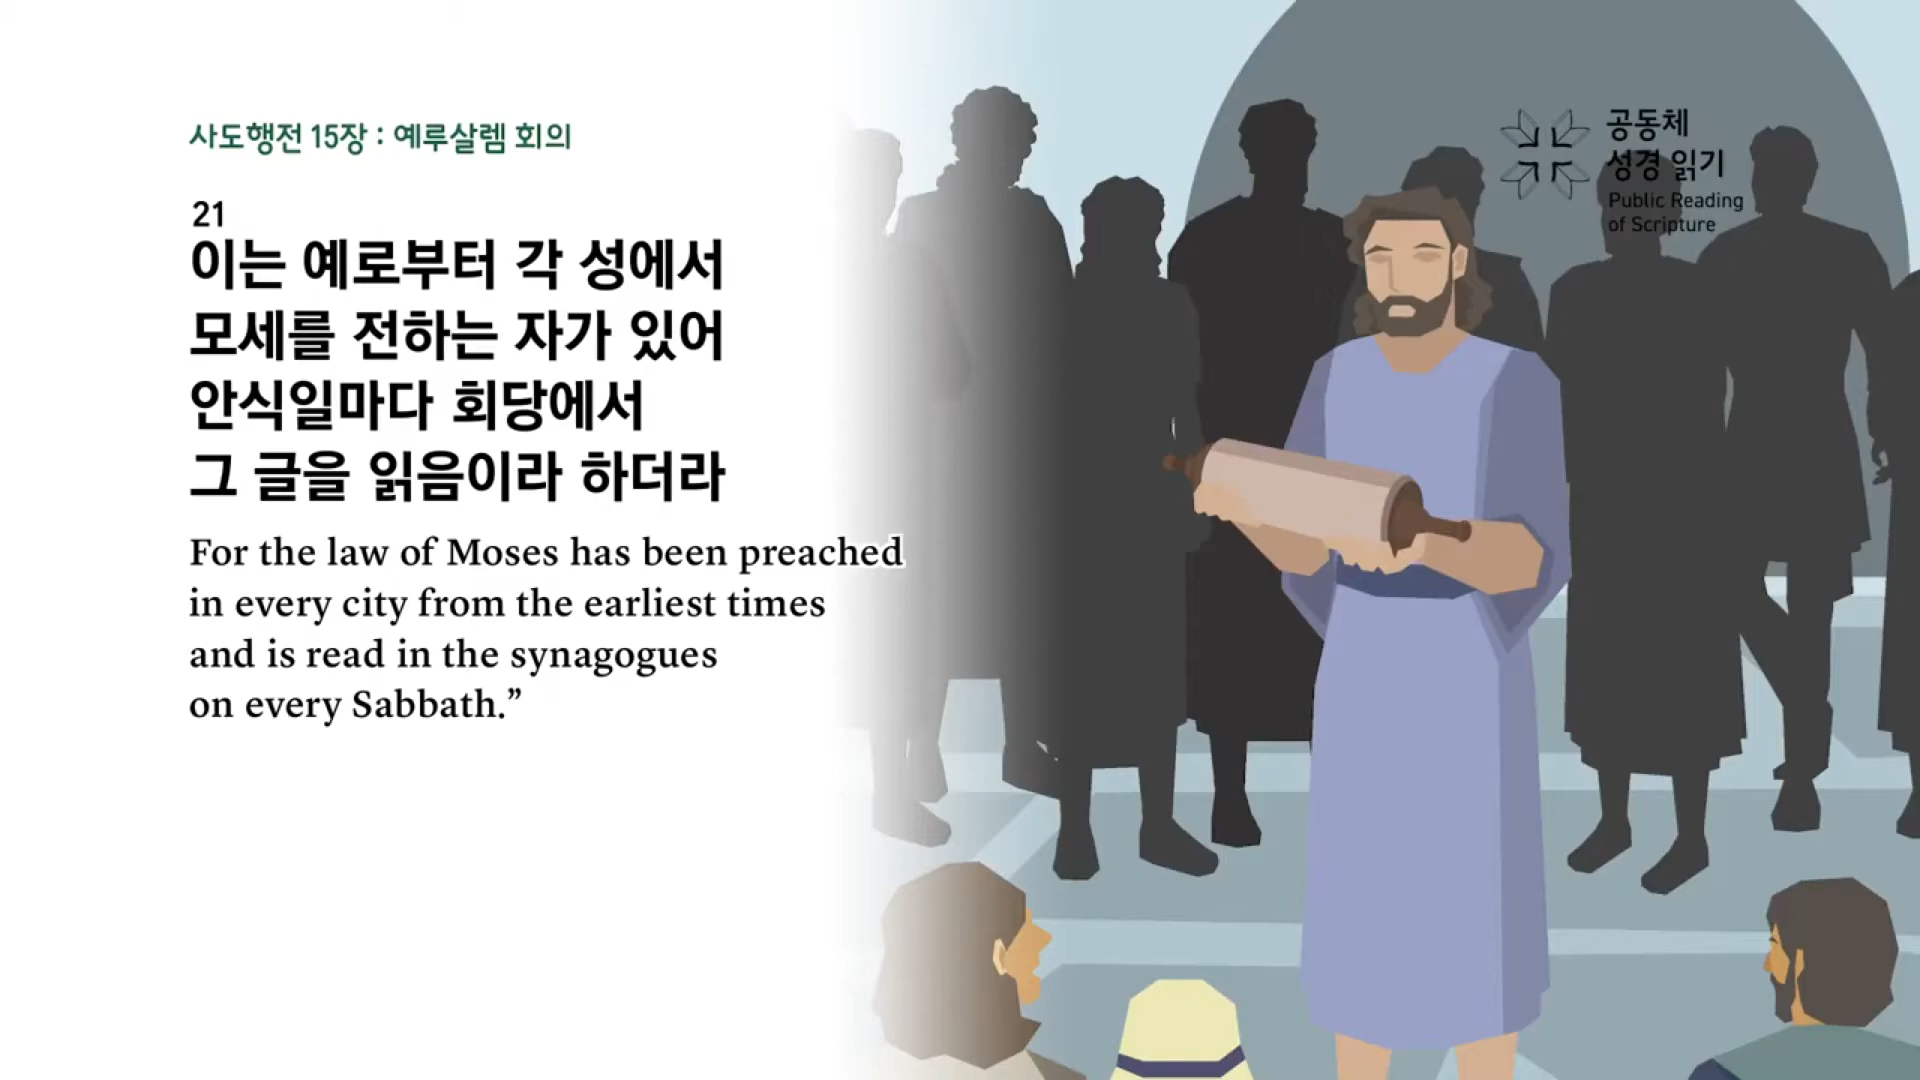 사도행전 15장 : 예루살렘 회의
21
이는 예로부터 각 성에서
모세를 전하는 자가 있어
안식일마다 회당에서
그 글을 읽음이라 하더라
For the law of Moses has been preached
in every city from the earliest times
and is read in the synagogues
on every Sabbath.”
공동체
성경 읽기
Public Reading
of Scripture